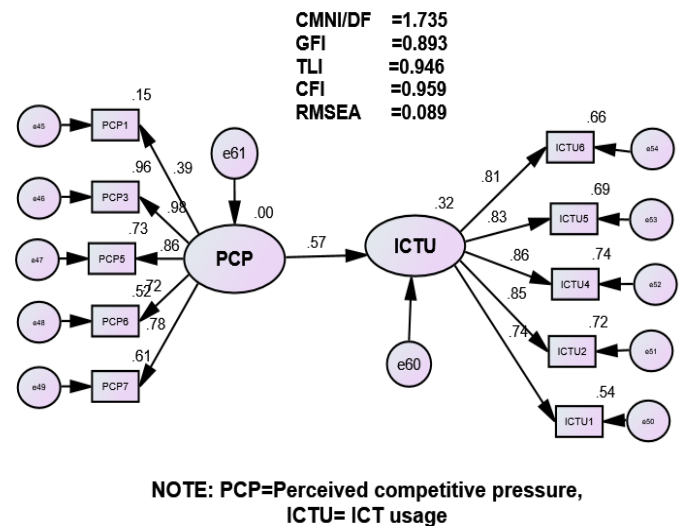 CMNI/DF =1.735
GFI =0.893
TLI =0.946
CFI =0.959
RMSEA =0.089
.15
e45 PCP1
.39
e61
.96
e46 PCP3
.98
.00
.73
e47 PCP5
.86
PCP
.57
.52
.72
e48 PCP6
.78
.61
e49 PCP7
.32
ICTU
e60
.66
ICTU6 e54
.81
.69
ICTU5 e53
.83
.74
ICTU4 e52
.86
.72
ICTU2 e51
.85
.54
ICTU1 e50
.74
NOTE: PCP=Perceived competitive pressure,
ICTU= ICT usage